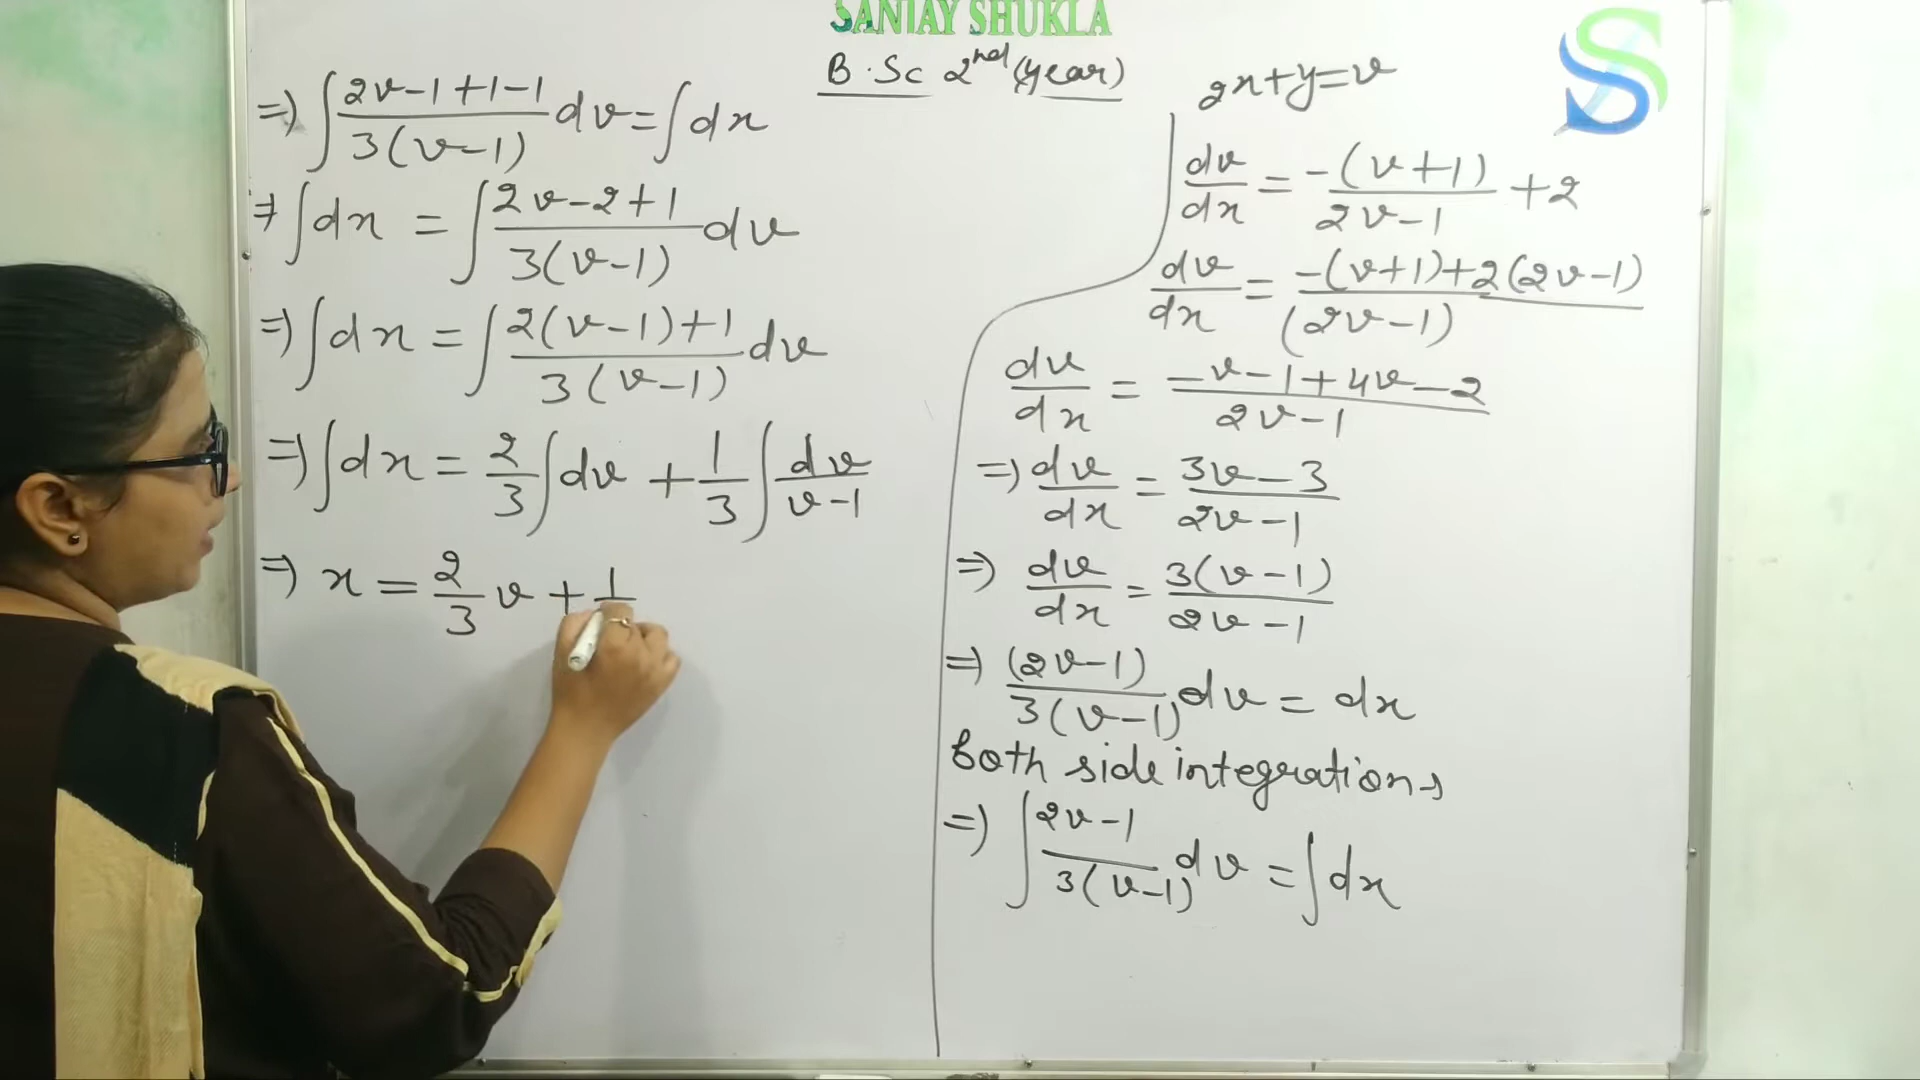 SANJAY SHUKLA
B.Sc 2nd (year)
=> ∫ 2v-1+1-1 / 3(v-1) dv = ∫ dx
=> ∫ dx = ∫ 2v-2+1 / 3(v-1) dv
=> ∫ dx = ∫ 2(v-1)+1 / 3(v-1) dv
=> ∫ dx = 2/3 ∫ dv + 1/3 ∫ dv / v-1
=> x = 2/3 v + 1
2x+y=v
dv/dx = -(v+1) / 2v-1 + 2
dv/dx = -(v+1)+2(2v-1) / (2v-1)
dv/dx = -v-1+4v-2 / 2v-1
=> dv/dx = 3v-3 / 2v-1
=> dv/dx = 3(v-1) / 2v-1
=> (2v-1) / 3(v-1) dv = dx
both side integrations
=> ∫ 2v-1 / 3(v-1) dv = ∫ dx